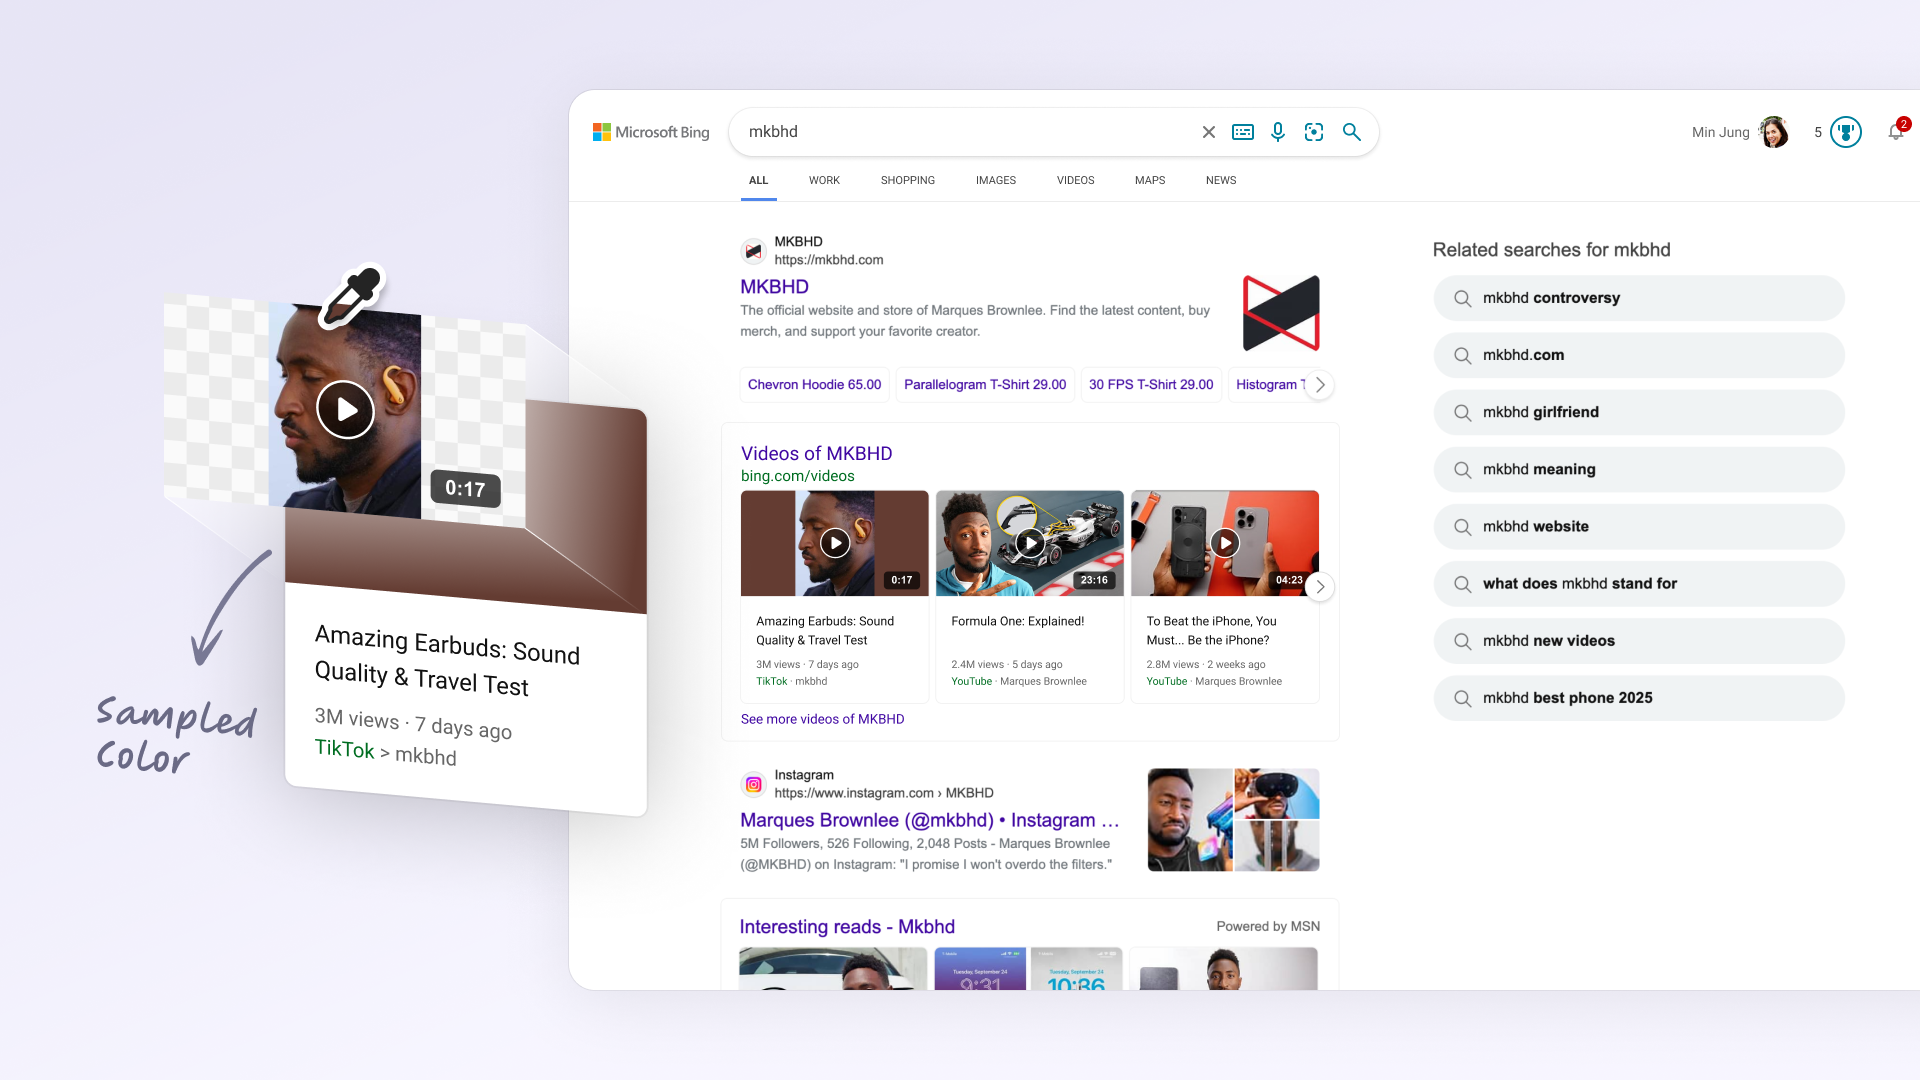 Microsoft Bing
mkbhd
Min Jung
5
2
ALL
WORK
SHOPPING
IMAGES
VIDEOS
MAPS
NEWS
MKBHD
https://mkbhd.com
MKBHD
The official website and store of Marques Brownlee. Find the latest content, buy
merch, and support your favorite creator.
Chevron Hoodie 65.00
Parallelogram T-Shirt 29.00
30 FPS T-Shirt 29.00
Histogram T
Videos of MKBHD
bing.com/videos
0:17
23:16
04:23
Amazing Earbuds: Sound
Quality & Travel Test
3M views · 7 days ago
TikTok · mkbhd
Formula One: Explained!
2.4M views · 5 days ago
YouTube · Marques Brownlee
To Beat the iPhone, You
Must... Be the iPhone?
2.8M views · 2 weeks ago
YouTube · Marques Brownlee
See more videos of MKBHD
Instagram
https://www.instagram.com › MKBHD
Marques Brownlee (@mkbhd) • Instagram …
5M Followers, 526 Following, 2,048 Posts - Marques Brownlee
(@MKBHD) on Instagram: "I promise I won't overdo the filters."
Interesting reads - Mkbhd
Powered by MSN
Tuesday, September 24
9:31
Tuesday, September 24
10:36
Related searches for mkbhd
mkbhd controversy
mkbhd.com
mkbhd girlfriend
mkbhd meaning
mkbhd website
what does mkbhd stand for
mkbhd new videos
mkbhd best phone 2025
0:17
Amazing Earbuds: Sound
Quality & Travel Test
3M views · 7 days ago
TikTok > mkbhd
Sampled
Color